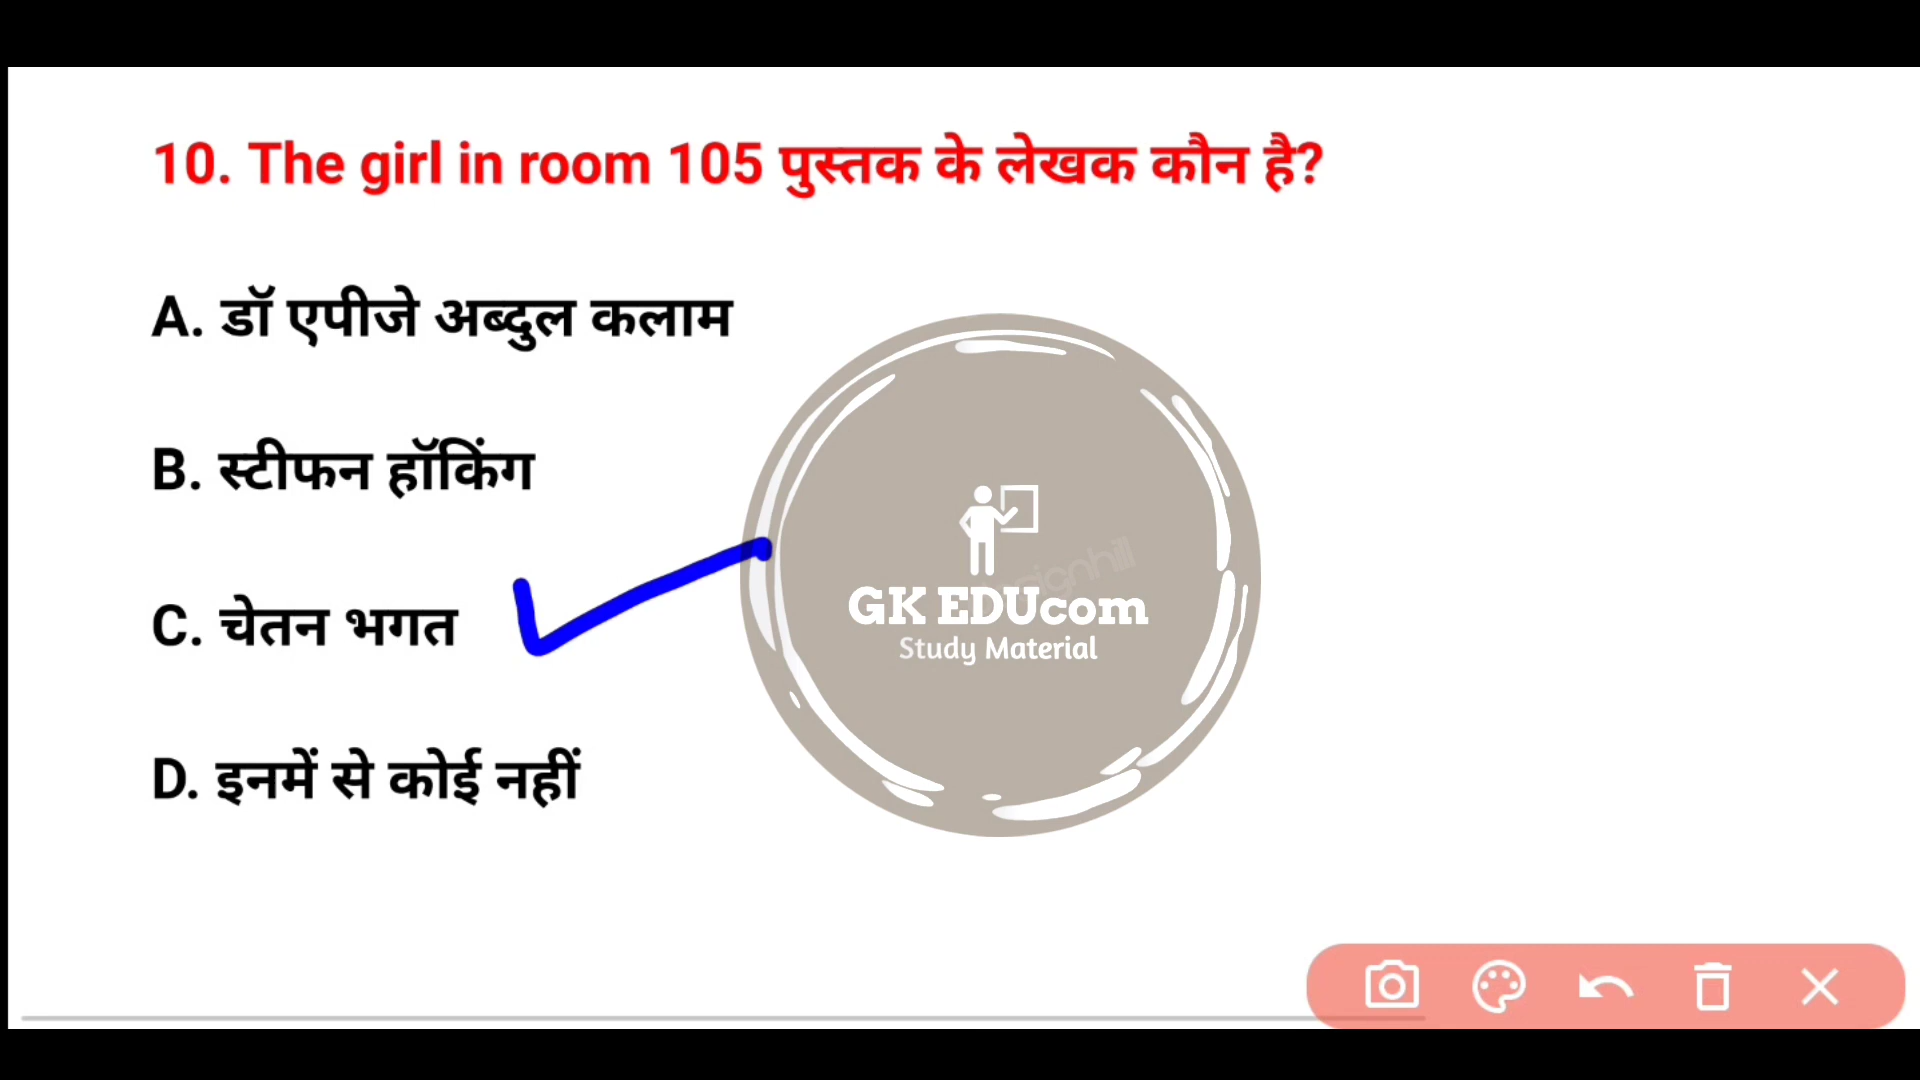 10. The girl in room 105 पुस्तक के लेखक कौन है?
A. डॉ एपीजे अब्दुल कलाम
B. स्टीफन हॉकिंग
C. चेतन भगत
D. इनमें से कोई नहीं
designhill
GK EDUcom
Study Material